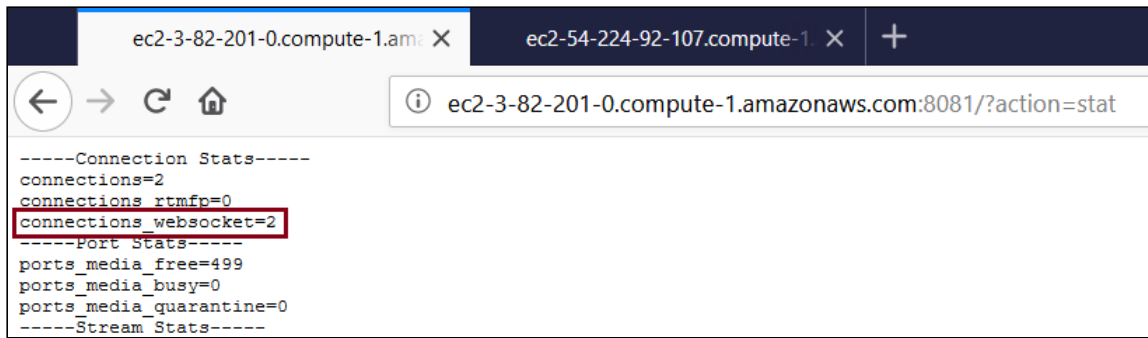 ec2-3-82-201-0.compute-1.ama
ec2-54-224-92-107.compute-1.
ec2-3-82-201-0.compute-1.amazonaws.com:8081/?action=stat
-----Connection Stats-----
connections=2
connections_rtmfp=0
connections_websocket=2
-----Port Stats-----
ports_media_free=499
ports_media_busy=0
ports_media_quarantine=0
-----Stream Stats-----